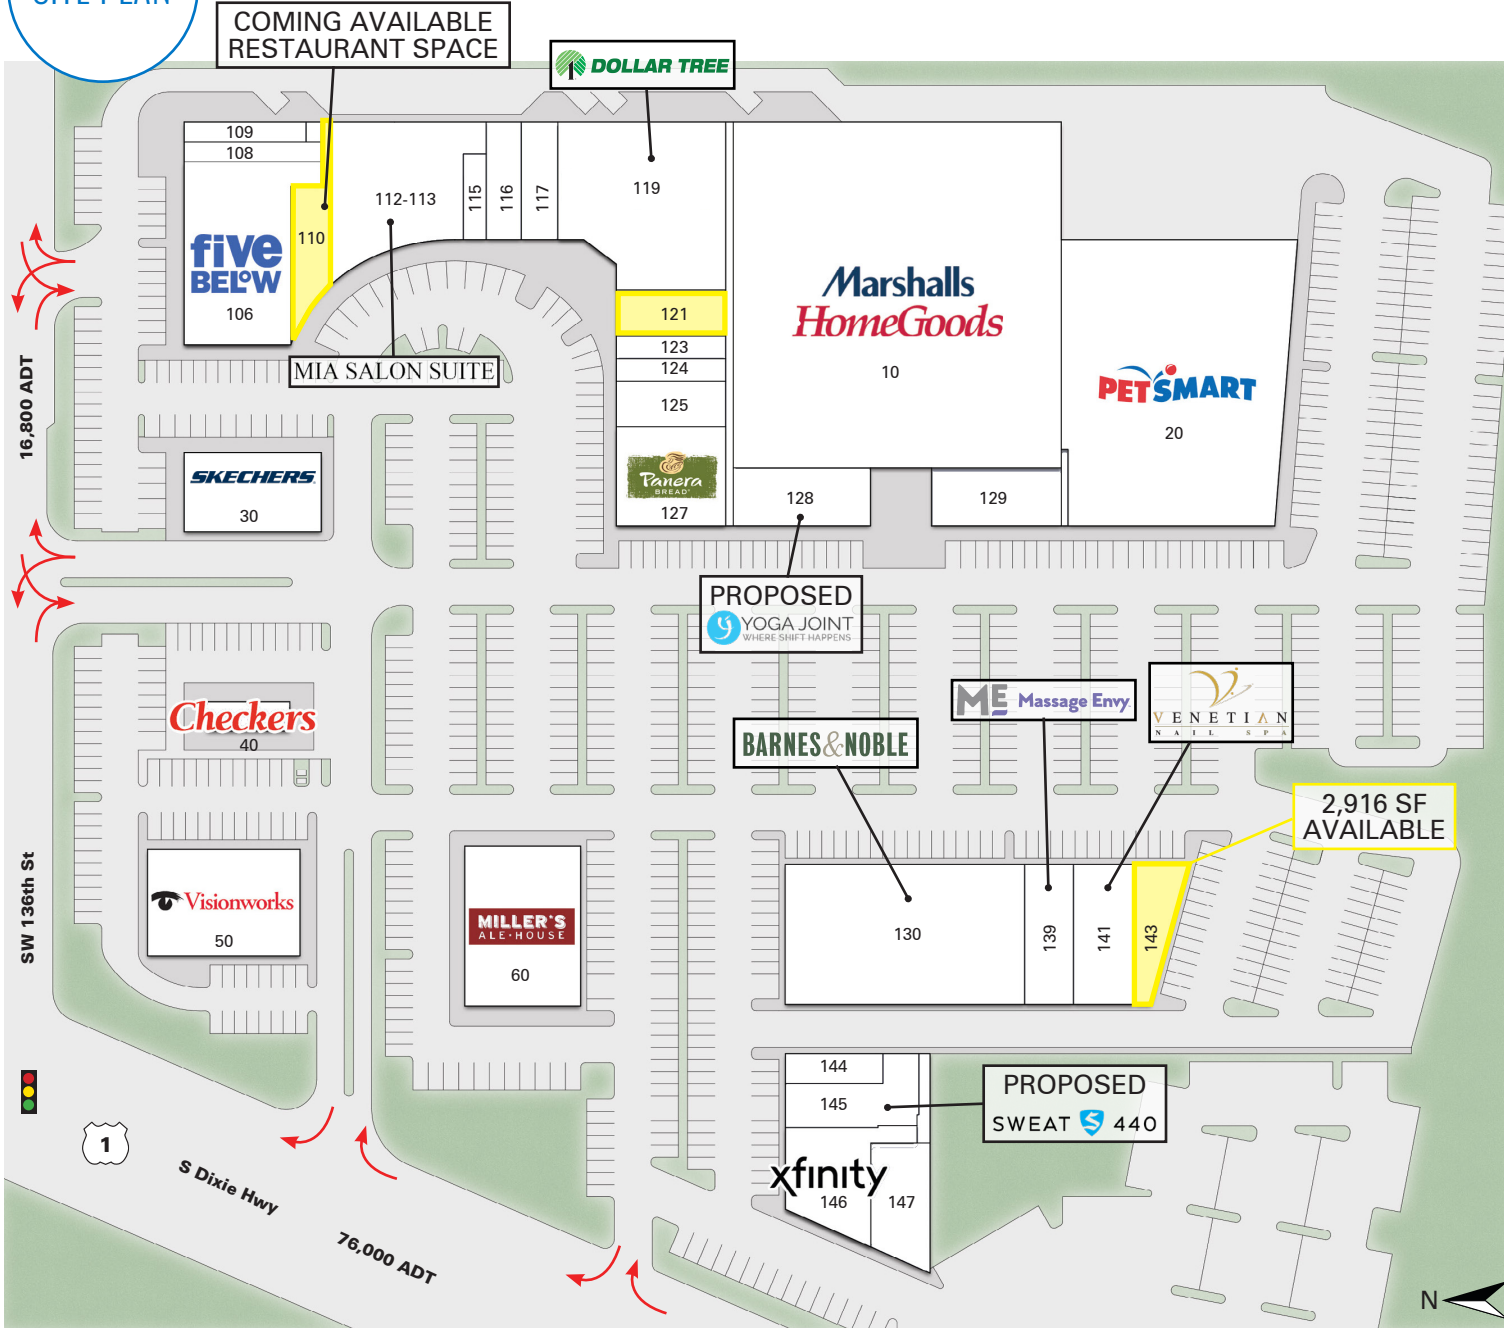 SITE PLAN
COMING AVAILABLE
RESTAURANT SPACE
DOLLAR TREE
109
108
112-113
115
116
117
119
110
five
BELOW
106
121
Marshalls
HomeGoods
10
123
124
125
MIA SALON SUITE
PETSMART
20
16,800 ADT
SKECHERS
30
Panera
BREAD
127
128
129
PROPOSED
YOGA JOINT
WHERE SHIFT HAPPENS
Checkers
40
ME Massage Envy
VENETIAN
NAIL SPA
BARNES & NOBLE
2,916 SF
AVAILABLE
SW 136th St
Visionworks
50
MILLER'S
ALE·HOUSE
60
130
139
141
143
144
145
PROPOSED
SWEAT 440
1
S Dixie Hwy
76,000 ADT
xfinity
146
147
N